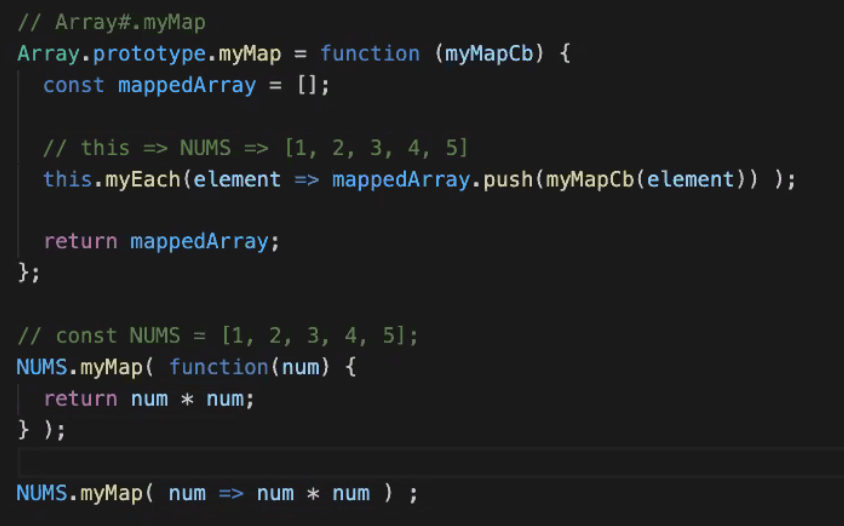 // Array#.myMap
Array.prototype.myMap = function (myMapCb) {
const mappedArray = [];
// this => NUMS => [1, 2, 3, 4, 5]
this.myEach(element => mappedArray.push(myMapCb(element)) );
return mappedArray;
};
// const NUMS = [1, 2, 3, 4, 5];
NUMS.myMap( function(num) {
return num * num;
} );
NUMS.myMap( num => num * num ) ;